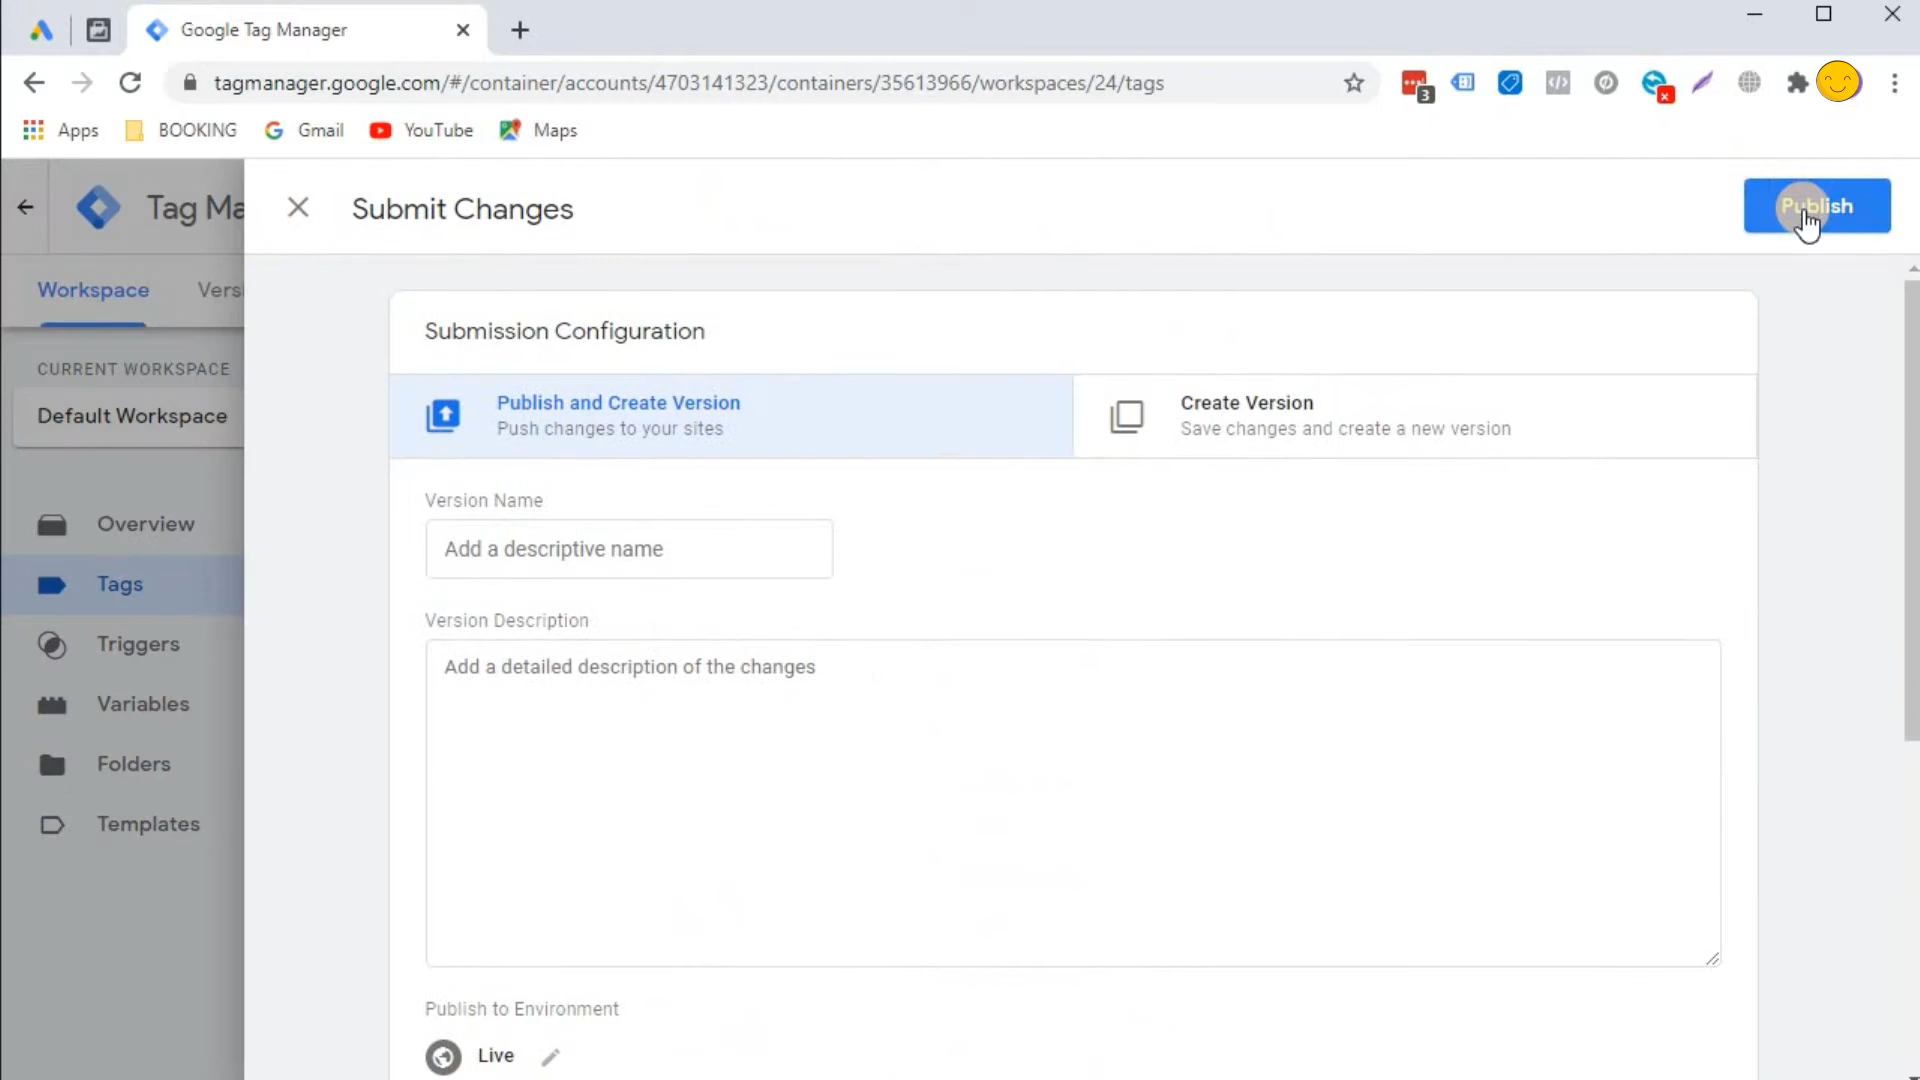 Google Tag Manager
tagmanager.google.com/#/container/accounts/4703141323/containers/35613966/workspaces/24/tags
3
Apps
BOOKING
Gmail
YouTube
Maps
Tag Ma
Submit Changes
Publish
Workspace
Versi
Submission Configuration
CURRENT WORKSPACE
Default Workspace
Publish and Create Version
Push changes to your sites
Create Version
Save changes and create a new version
Version Name
Add a descriptive name
Overview
Tags
Triggers
Variables
Folders
Templates
Version Description
Add a detailed description of the changes
Publish to Environment
Live